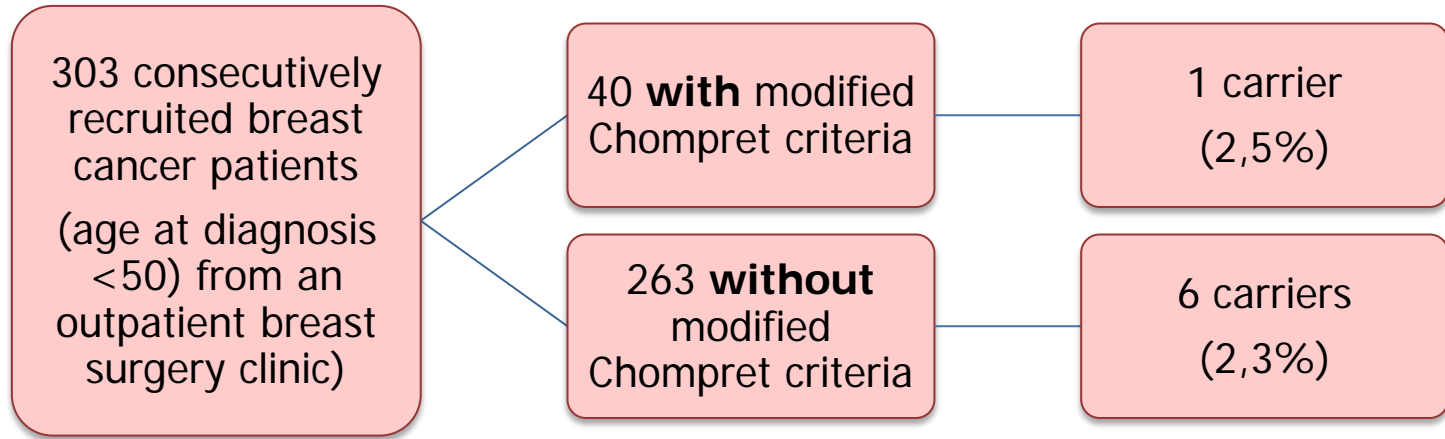 303 consecutively
recruited breast
cancer patients
(age at diagnosis
<50) from an
outpatient breast
surgery clinic)
40 with modified
Chompret criteria
1 carrier
(2,5%)
263 without
modified
Chompret criteria
6 carriers
(2,3%)